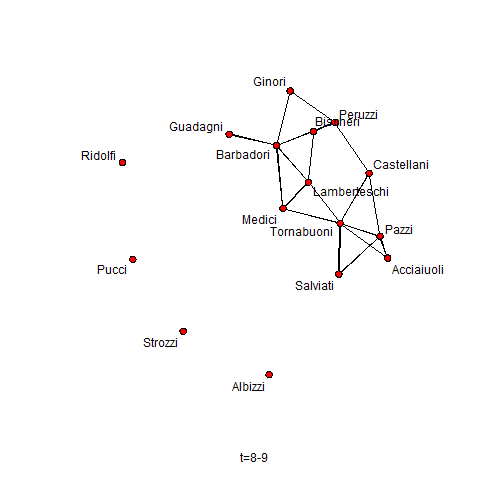 Ginori
Peruzzi
Bischeri
Guadagni
Barbadori
Ridolfi
Castellani
Lamberteschi
Medici
Tornabuoni
Pazzi
Pucci
Acciaiuoli
Salviati
Strozzi
Albizzi
t=8-9